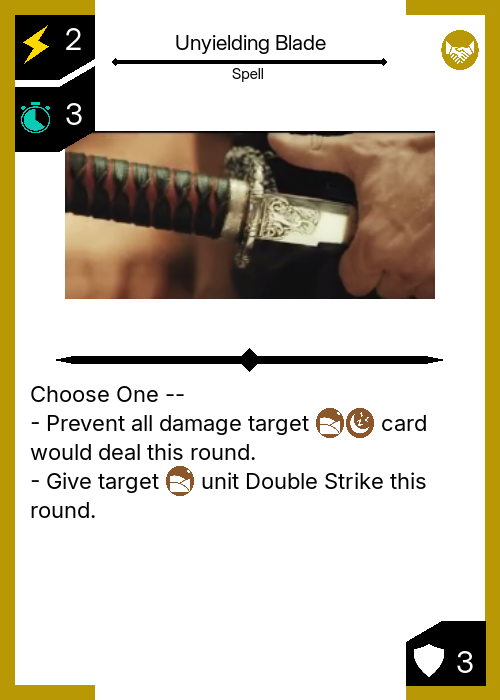 2
Unyielding Blade
Spell
3
Choose One --
- Prevent all damage target card
would deal this round.
- Give target unit Double Strike this
round.
3